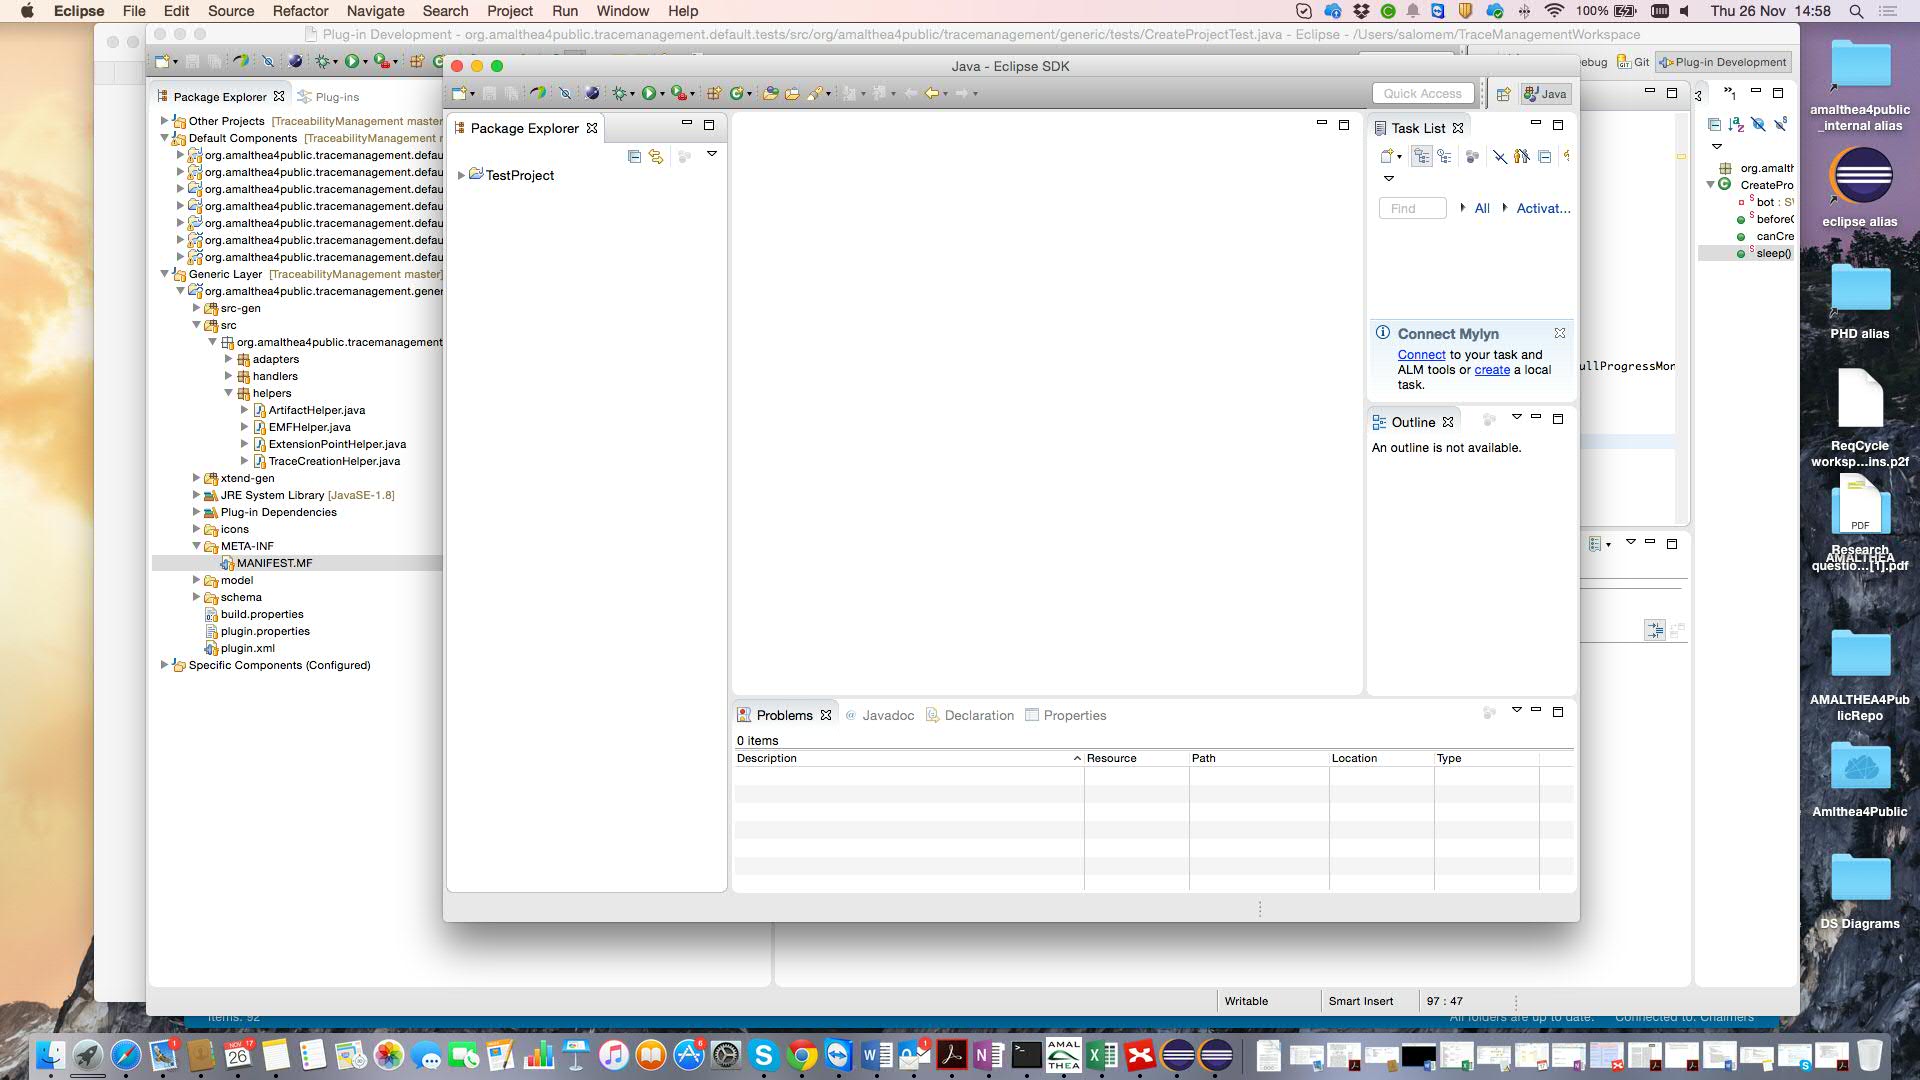 Eclipse File Edit Source Refactor Navigate Search Project Run Window Help 100% Thu 26 Nov 14:58
Plug-in Development - org.amalthea4public.tracemanagement.default.tests/src/org/amalthea4public/tracemanagement/generic/tests/CreateProjectTest.java - Eclipse - /Users/salomem/TraceManagementWorkspace
ebug Git Plug-in Development
Java - Eclipse SDK
Quick Access Java
Package Explorer Plug-ins
Other Projects [TraceabilityManagement master
Default Components [TraceabilityManagement m
org.amalthea4public.tracemanagement.defau
org.amalthea4public.tracemanagement.defau
org.amalthea4public.tracemanagement.defau
org.amalthea4public.tracemanagement.defau
org.amalthea4public.tracemanagement.defau
org.amalthea4public.tracemanagement.defau
org.amalthea4public.tracemanagement.defau
Generic Layer [TraceabilityManagement master]
org.amalthea4public.tracemanagement.gener
src-gen
src
org.amalthea4public.tracemanagement
adapters
handlers
helpers
ArtifactHelper.java
EMFHelper.java
ExtensionPointHelper.java
TraceCreationHelper.java
xtend-gen
JRE System Library [JavaSE-1.8]
Plug-in Dependencies
icons
META-INF
MANIFEST.MF
model
schema
build.properties
plugin.properties
plugin.xml
Specific Components (Configured)
Package Explorer
TestProject
Task List
Find All Activat...
Connect Mylyn
Connect to your task and
ALM tools or create a local
task.
Outline
An outline is not available.
Problems Javadoc Declaration Properties
0 items
Description Resource Path Location Type
ullProgressMon
org.amalth
CreatePro
bot : S
before
canCre
sleep()
Writable Smart Insert 97 : 47
Items: 92 All folders are up to date. Connected to: Chalmers
amalthea4public
_internal alias
eclipse alias
PHD alias
ReqCycle
worksp...ins.p2f
PDF
Research
AMALTHEA
questio...[1].pdf
AMALTHEA4Pub
licRepo
Amlthea4Public
DS Diagrams
NOV 17
26
AMAL
THEA